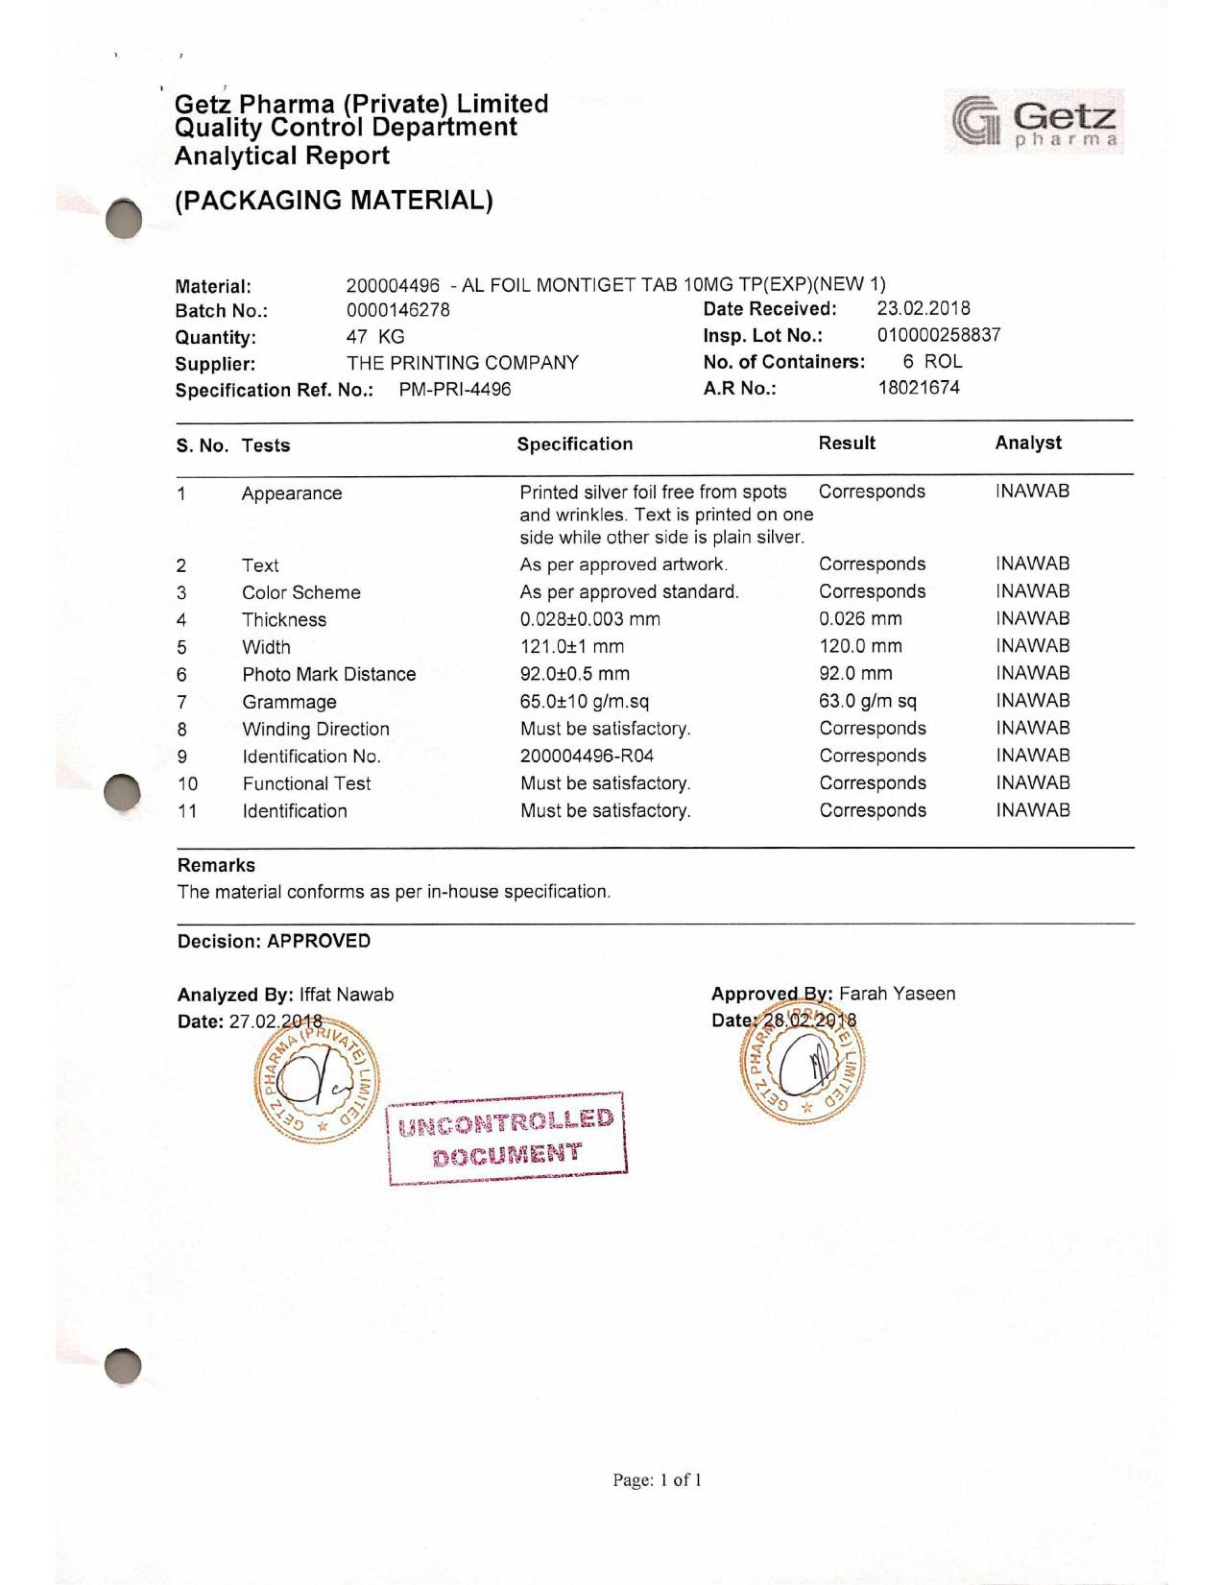 Getz Pharma (Private) Limited
Quality Control Department
Analytical Report
(PACKAGING MATERIAL)
Getz
pharma
Material: 200004496 - AL FOIL MONTIGET TAB 10MG TP(EXP)(NEW 1)
Batch No.: 0000146278 Date Received: 23.02.2018
Quantity: 47 KG Insp. Lot No.: 010000258837
Supplier: THE PRINTING COMPANY No. of Containers: 6 ROL
Specification Ref. No.: PM-PRI-4496 A.R No.: 18021674
S. No. Tests Specification Result Analyst
1 Appearance Printed silver foil free from spots Corresponds INAWAB
and wrinkles. Text is printed on one
side while other side is plain silver.
2 Text As per approved artwork. Corresponds INAWAB
3 Color Scheme As per approved standard. Corresponds INAWAB
4 Thickness 0.028±0.003 mm 0.026 mm INAWAB
5 Width 121.0±1 mm 120.0 mm INAWAB
6 Photo Mark Distance 92.0±0.5 mm 92.0 mm INAWAB
7 Grammage 65.0±10 g/m.sq 63.0 g/m sq INAWAB
8 Winding Direction Must be satisfactory. Corresponds INAWAB
9 Identification No. 200004496-R04 Corresponds INAWAB
10 Functional Test Must be satisfactory. Corresponds INAWAB
11 Identification Must be satisfactory. Corresponds INAWAB
Remarks
The material conforms as per in-house specification.
Decision: APPROVED
Analyzed By: Iffat Nawab Approved By: Farah Yaseen
Date: 27.02.2018 Date: 28.02.2018
GETZ PHARMA (PRIVATE) LIMITED
GETZ PHARMA (PRIVATE) LIMITED
UNCONTROLLED
DOCUMENT
Page: 1 of 1